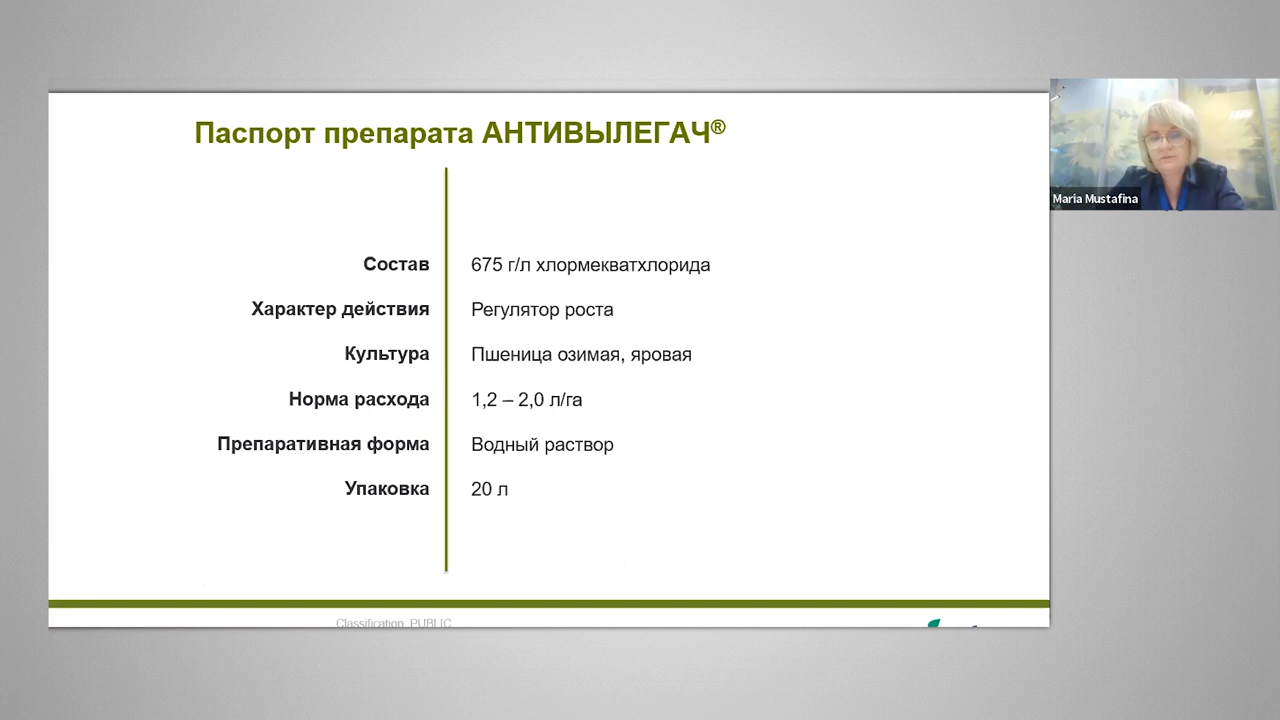 Паспорт препарата АНТИВЫЛЕГАЧ®
Состав 675 г/л хлормекватхлорида
Характер действия Регулятор роста
Культура Пшеница озимая, яровая
Норма расхода 1,2 – 2,0 л/га
Препаративная форма Водный раствор
Упаковка 20 л
Classification PUBLIC
Maria Mustafina